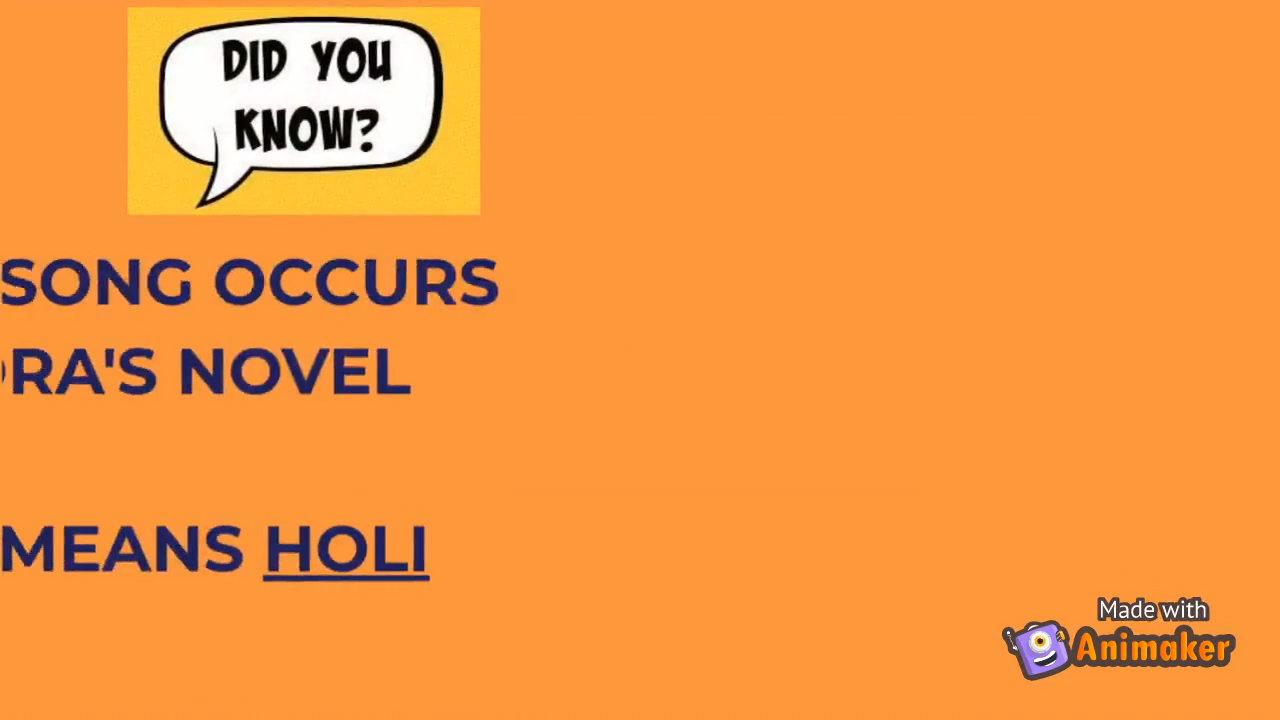 DID YOU
KNOW?
SONG OCCURS
RA'S NOVEL
MEANS HOLI
Made with
Animaker